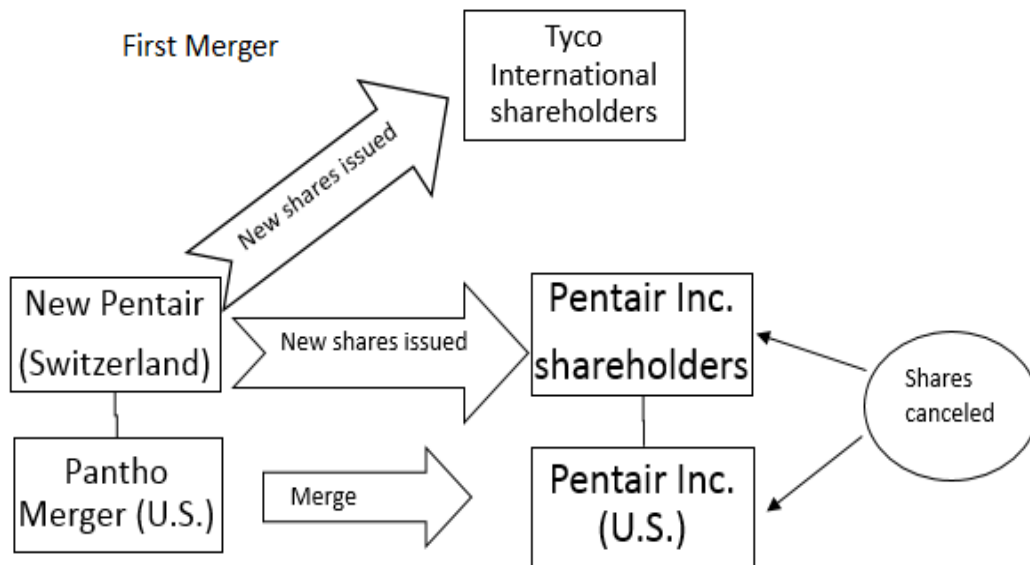 First Merger
Tyco
International
shareholders
New shares issued
New Pentair
(Switzerland)
New shares issued
Pentair Inc.
shareholders
Shares
canceled
Pantho
Merger (U.S.)
Merge
Pentair Inc.
(U.S.)